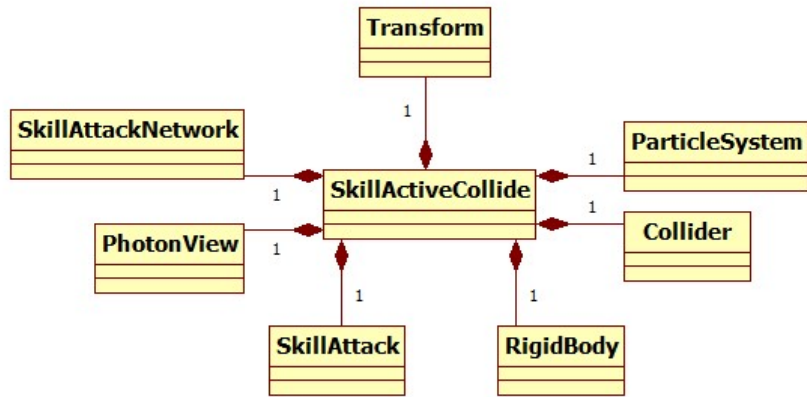 Transform
1
SkillAttackNetwork
1
ParticleSystem
1
SkillActiveCollide
PhotonView
1
Collider
1
SkillAttack
1
RigidBody
1